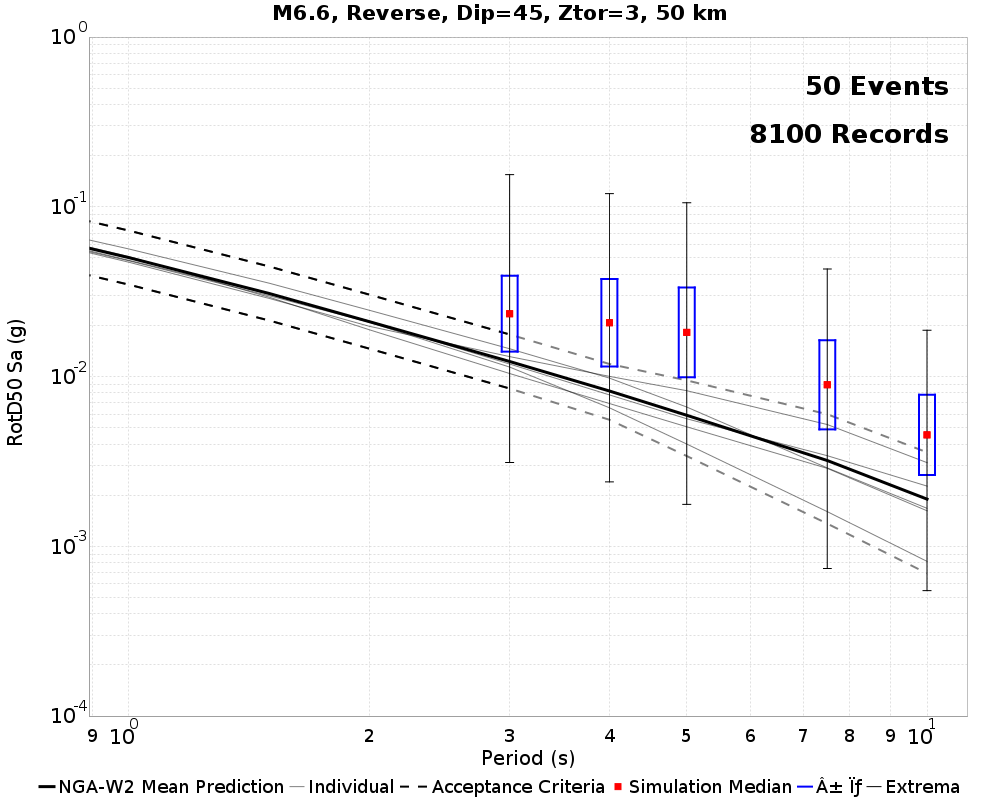 M6.6, Reverse, Dip=45, Ztor=3, 50 km
10^0
50 Events
8100 Records
10^-1
10^-2
10^-3
10^-4
RotD50 Sa (g)
9 10^0 2 3 4 5 6 7 8 9 10^1
Period (s)
NGA-W2 Mean Prediction Individual Acceptance Criteria Simulation Median Â± Ïƒ Extrema